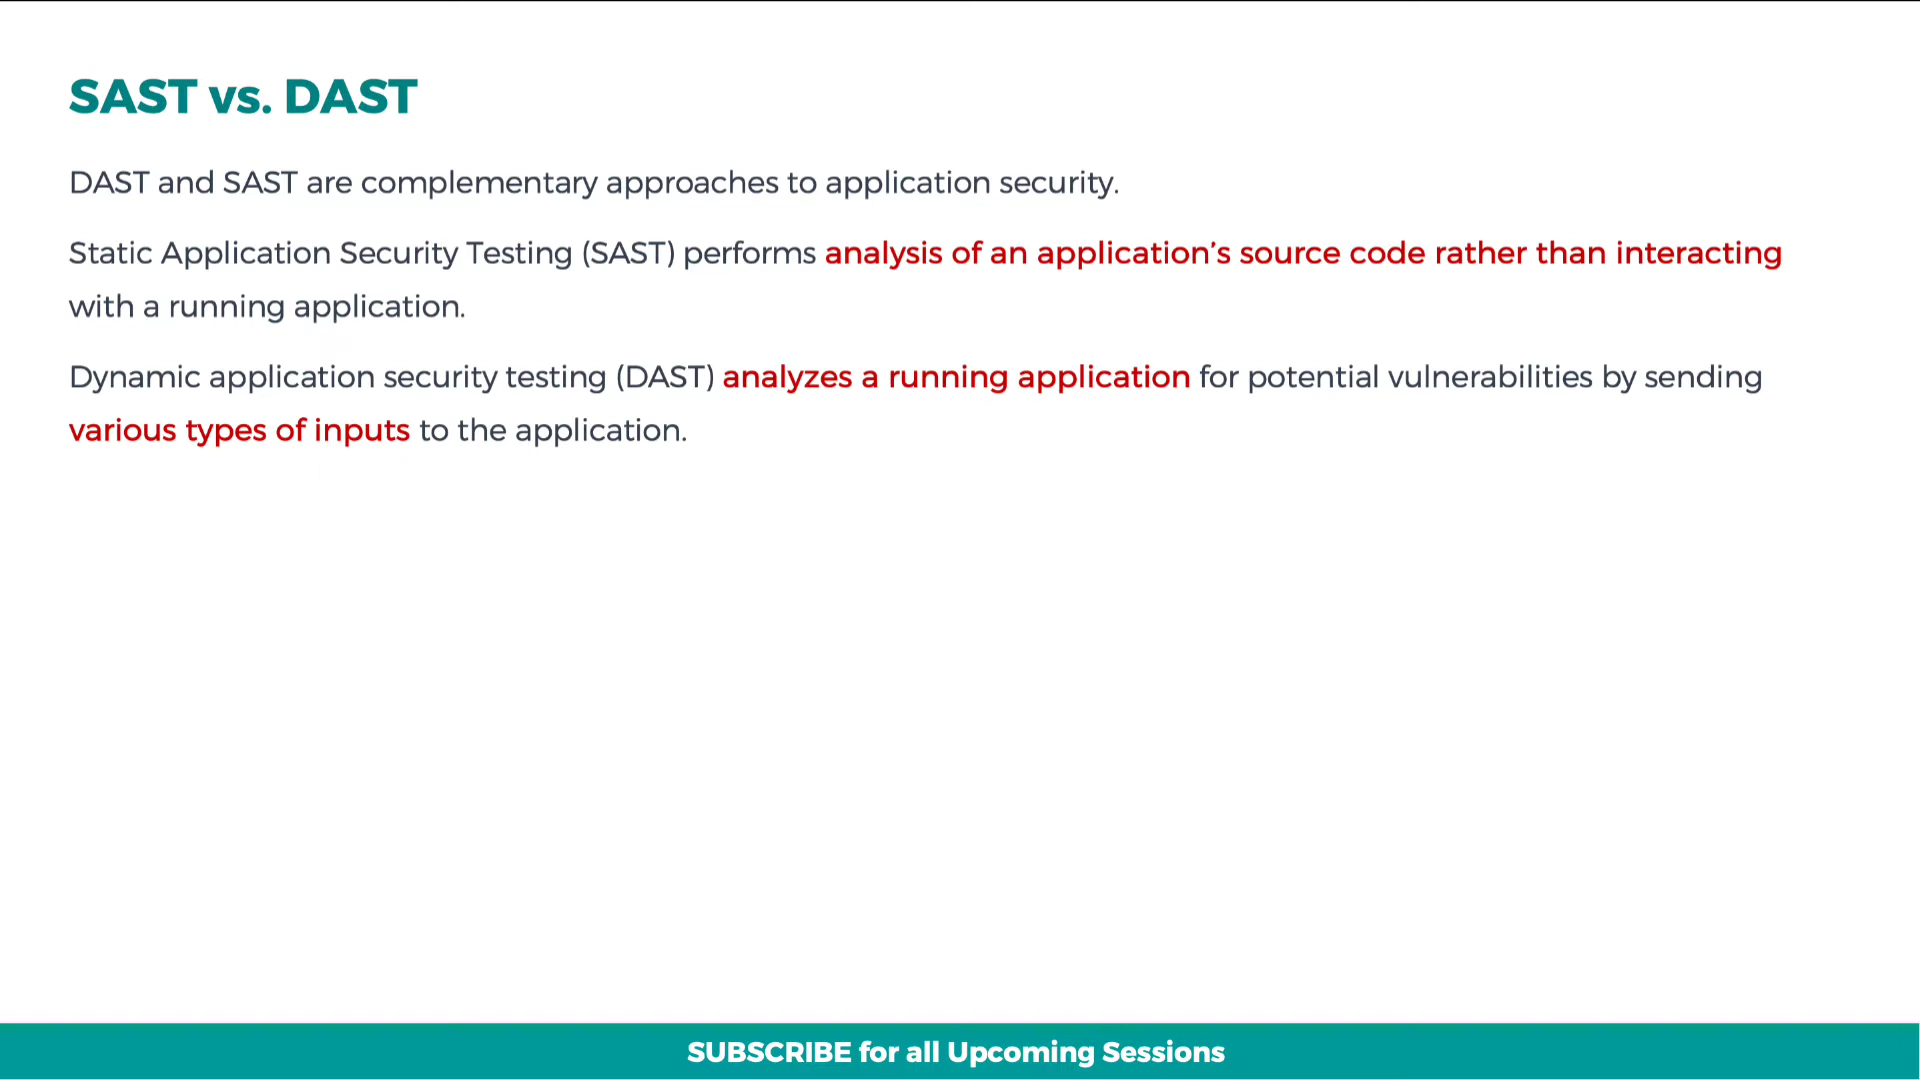 SAST vs. DAST
DAST and SAST are complementary approaches to application security.
Static Application Security Testing (SAST) performs analysis of an application’s source code rather than interacting
with a running application.
Dynamic application security testing (DAST) analyzes a running application for potential vulnerabilities by sending
various types of inputs to the application.
SUBSCRIBE for all Upcoming Sessions